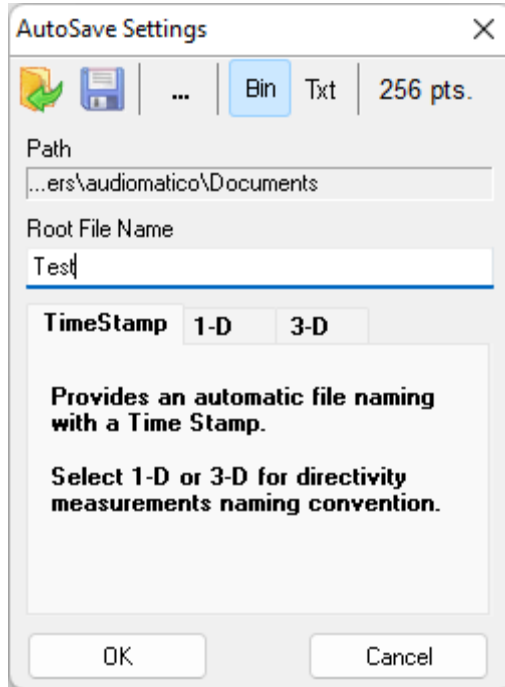 AutoSave Settings
... Bin Txt 256 pts.
Path
...ers\audiomatico\Documents
Root File Name
Test
TimeStamp 1-D 3-D
Provides an automatic file naming
with a Time Stamp.
Select 1-D or 3-D for directivity
measurements naming convention.
OK Cancel